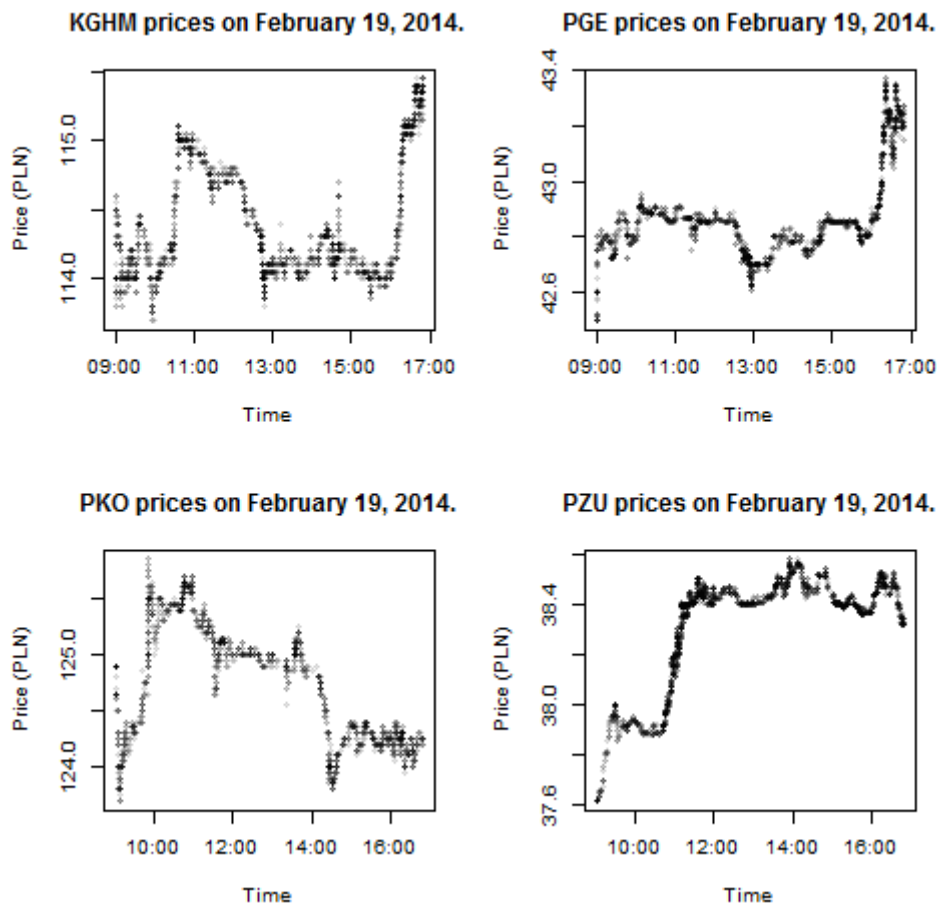 KGHM prices on February 19, 2014.
Price (PLN)
115.0
114.0
09:00 11:00 13:00 15:00 17:00
Time
PGE prices on February 19, 2014.
Price (PLN)
43.4
43.0
42.6
09:00 11:00 13:00 15:00 17:00
Time
PKO prices on February 19, 2014.
Price (PLN)
125.0
124.0
10:00 12:00 14:00 16:00
Time
PZU prices on February 19, 2014.
Price (PLN)
38.4
38.0
37.6
10:00 12:00 14:00 16:00
Time